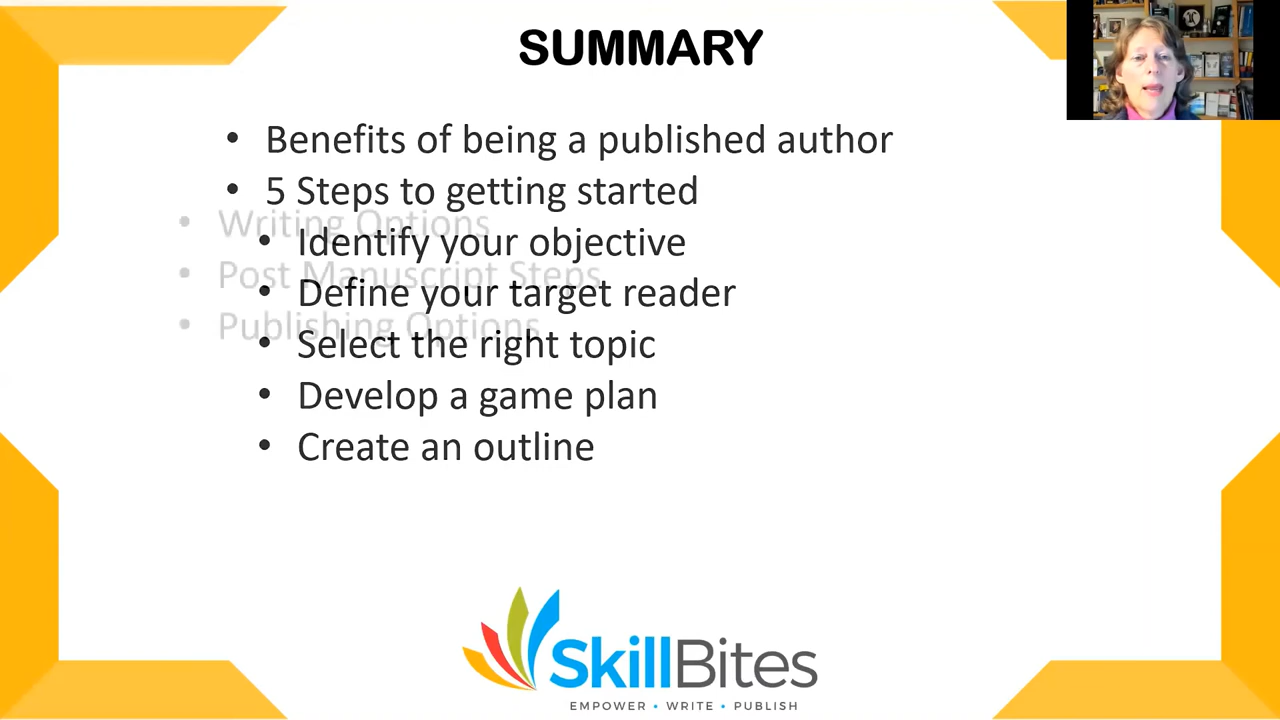 SUMMARY
• Benefits of being a published author
• 5 Steps to getting started
• Writing Options
• Identify your objective
• Post Manuscript Steps
• Define your target reader
• Publishing Options
• Select the right topic
• Develop a game plan
• Create an outline
SkillBites
EMPOWER • WRITE • PUBLISH